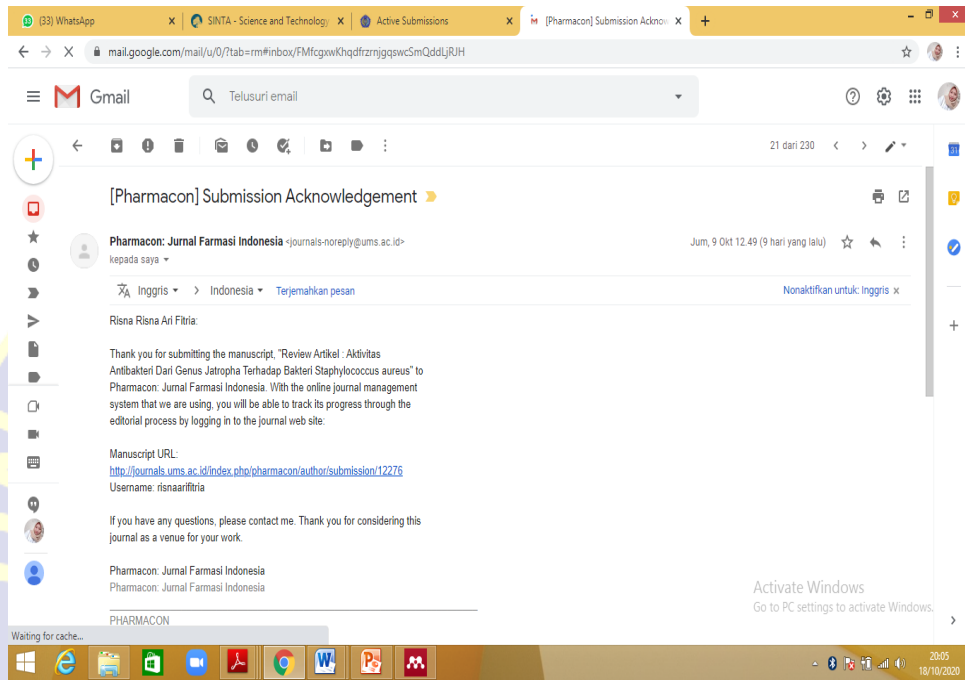 (33) WhatsApp
SINTA - Science and Technology
Active Submissions
[Pharmacon] Submission Acknow
mail.google.com/mail/u/0/?tab=rm#inbox/FMfcgxwKhqdfrzrnjgqswcSmQddLjRJH
Gmail
Telusuri email
21 dari 230
31
[Pharmacon] Submission Acknowledgement
Pharmacon: Jurnal Farmasi Indonesia <journals-noreply@ums.ac.id>
Jum, 9 Okt 12.49 (9 hari yang lalu)
kepada saya
Inggris > Indonesia Terjemahkan pesan
Nonaktifkan untuk: Inggris x
Risna Risna Ari Fitria:
Thank you for submitting the manuscript, "Review Artikel : Aktivitas
Antibakteri Dari Genus Jatropha Terhadap Bakteri Staphylococcus aureus" to
Pharmacon: Jurnal Farmasi Indonesia. With the online journal management
system that we are using, you will be able to track its progress through the
editorial process by logging in to the journal web site:
Manuscript URL:
http://journals.ums.ac.id/index.php/pharmacon/author/submission/12276
Username: risnaarifitria
If you have any questions, please contact me. Thank you for considering this
journal as a venue for your work.
Pharmacon: Jurnal Farmasi Indonesia
Pharmacon: Jurnal Farmasi Indonesia
PHARMACON
Activate Windows
Go to PC settings to activate Windows.
Waiting for cache...
20:05
18/10/2020